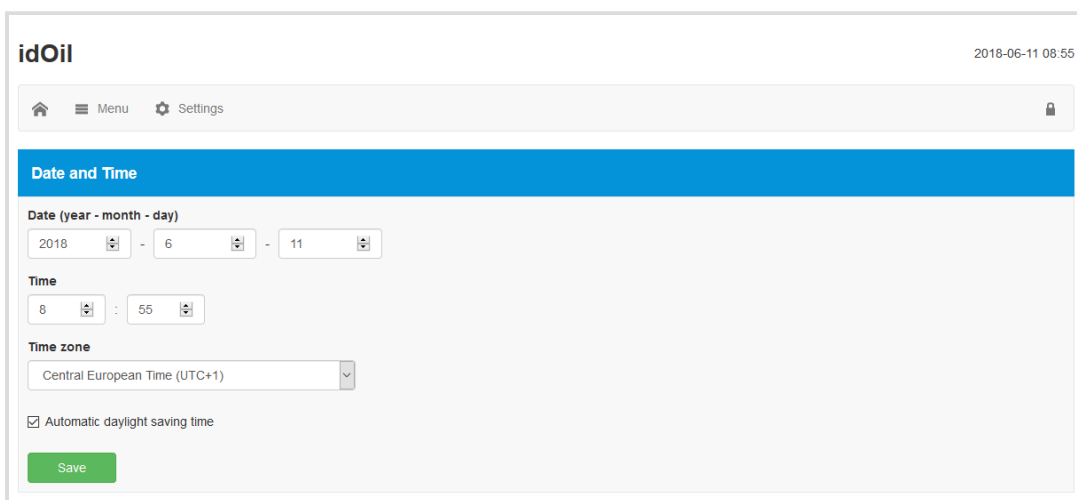 idOil
2018-06-11 08:55
Menu Settings
Date and Time
Date (year - month - day)
2018 - 6 - 11
Time
8 : 55
Time zone
Central European Time (UTC+1)
Automatic daylight saving time
Save